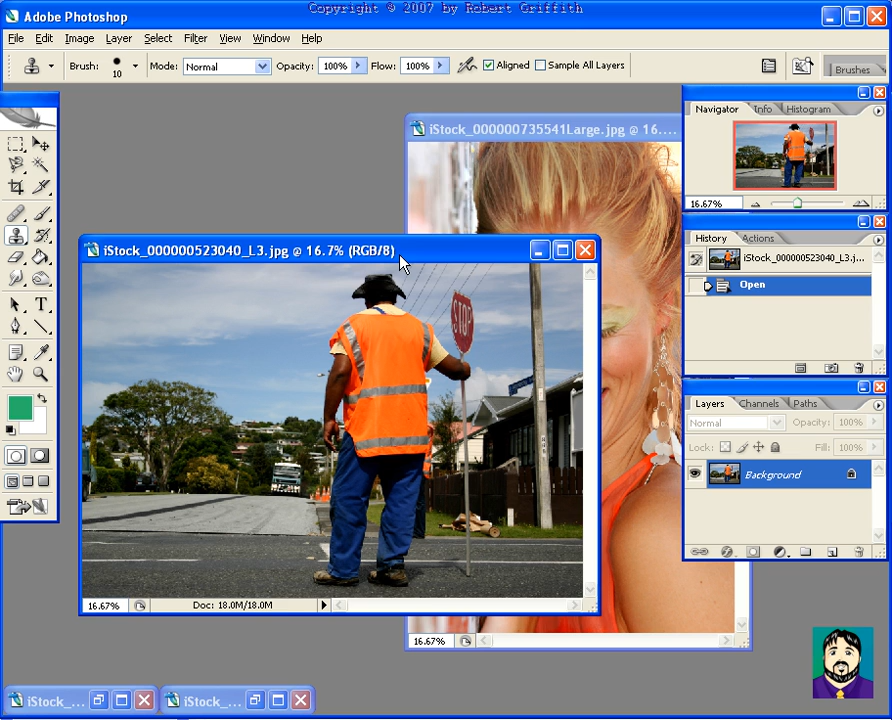 Copyright © 2007 by Robert Griffith
Adobe Photoshop
File Edit Image Layer Select Filter View Window Help
Brush: 10 Mode: Normal Opacity: 100% Flow: 100% Aligned Sample All Layers Brushes
iStock_000000735541Large.jpg @ 16....
Navigator Info Histogram
16.67%
History Actions
iStock_000000523040_L3.j...
Open
iStock_000000523040_L3.jpg @ 16.7% (RGB/8)
STOP
Layers Channels Paths
Normal Opacity: 100%
Lock: Fill: 100%
Background
16.67% Doc: 18.0M/18.0M
16.67%
iStock_... iStock_...